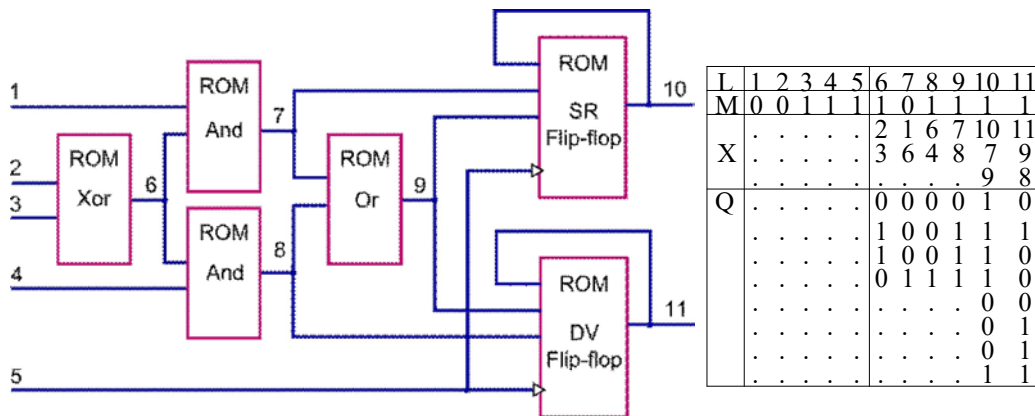 1
2
3
4
5
ROM
Xor
6
ROM
And
7
ROM
And
8
ROM
Or
9
ROM
SR
Flip-flop
10
ROM
DV
Flip-flop
11
L 1 2 3 4 5 6 7 8 9 10 11
M 0 0 1 1 1 1 0 1 1 1 1
. . . . . 2 1 6 7 10 11
X . . . . . 3 6 4 8 7 9
. . . . . . . . . 9 8
Q . . . . . 0 0 0 0 1 0
. . . . . 1 0 0 1 1 1
. . . . . 1 0 0 1 1 0
. . . . . 0 1 1 1 1 0
. . . . . . . . . 0 0
. . . . . . . . . 0 1
. . . . . . . . . 0 1
. . . . . . . . . 1 1